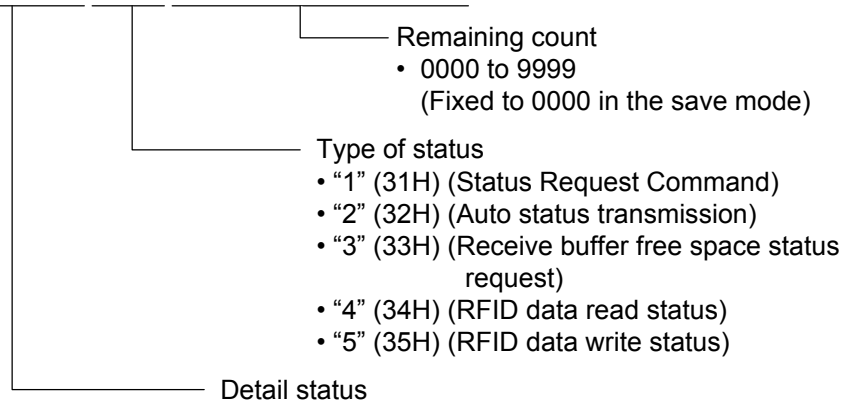 Remaining count
• 0000 to 9999
(Fixed to 0000 in the save mode)
Type of status
• “1” (31H) (Status Request Command)
• “2” (32H) (Auto status transmission)
• “3” (33H) (Receive buffer free space status
request)
• “4” (34H) (RFID data read status)
• “5” (35H) (RFID data write status)
Detail status